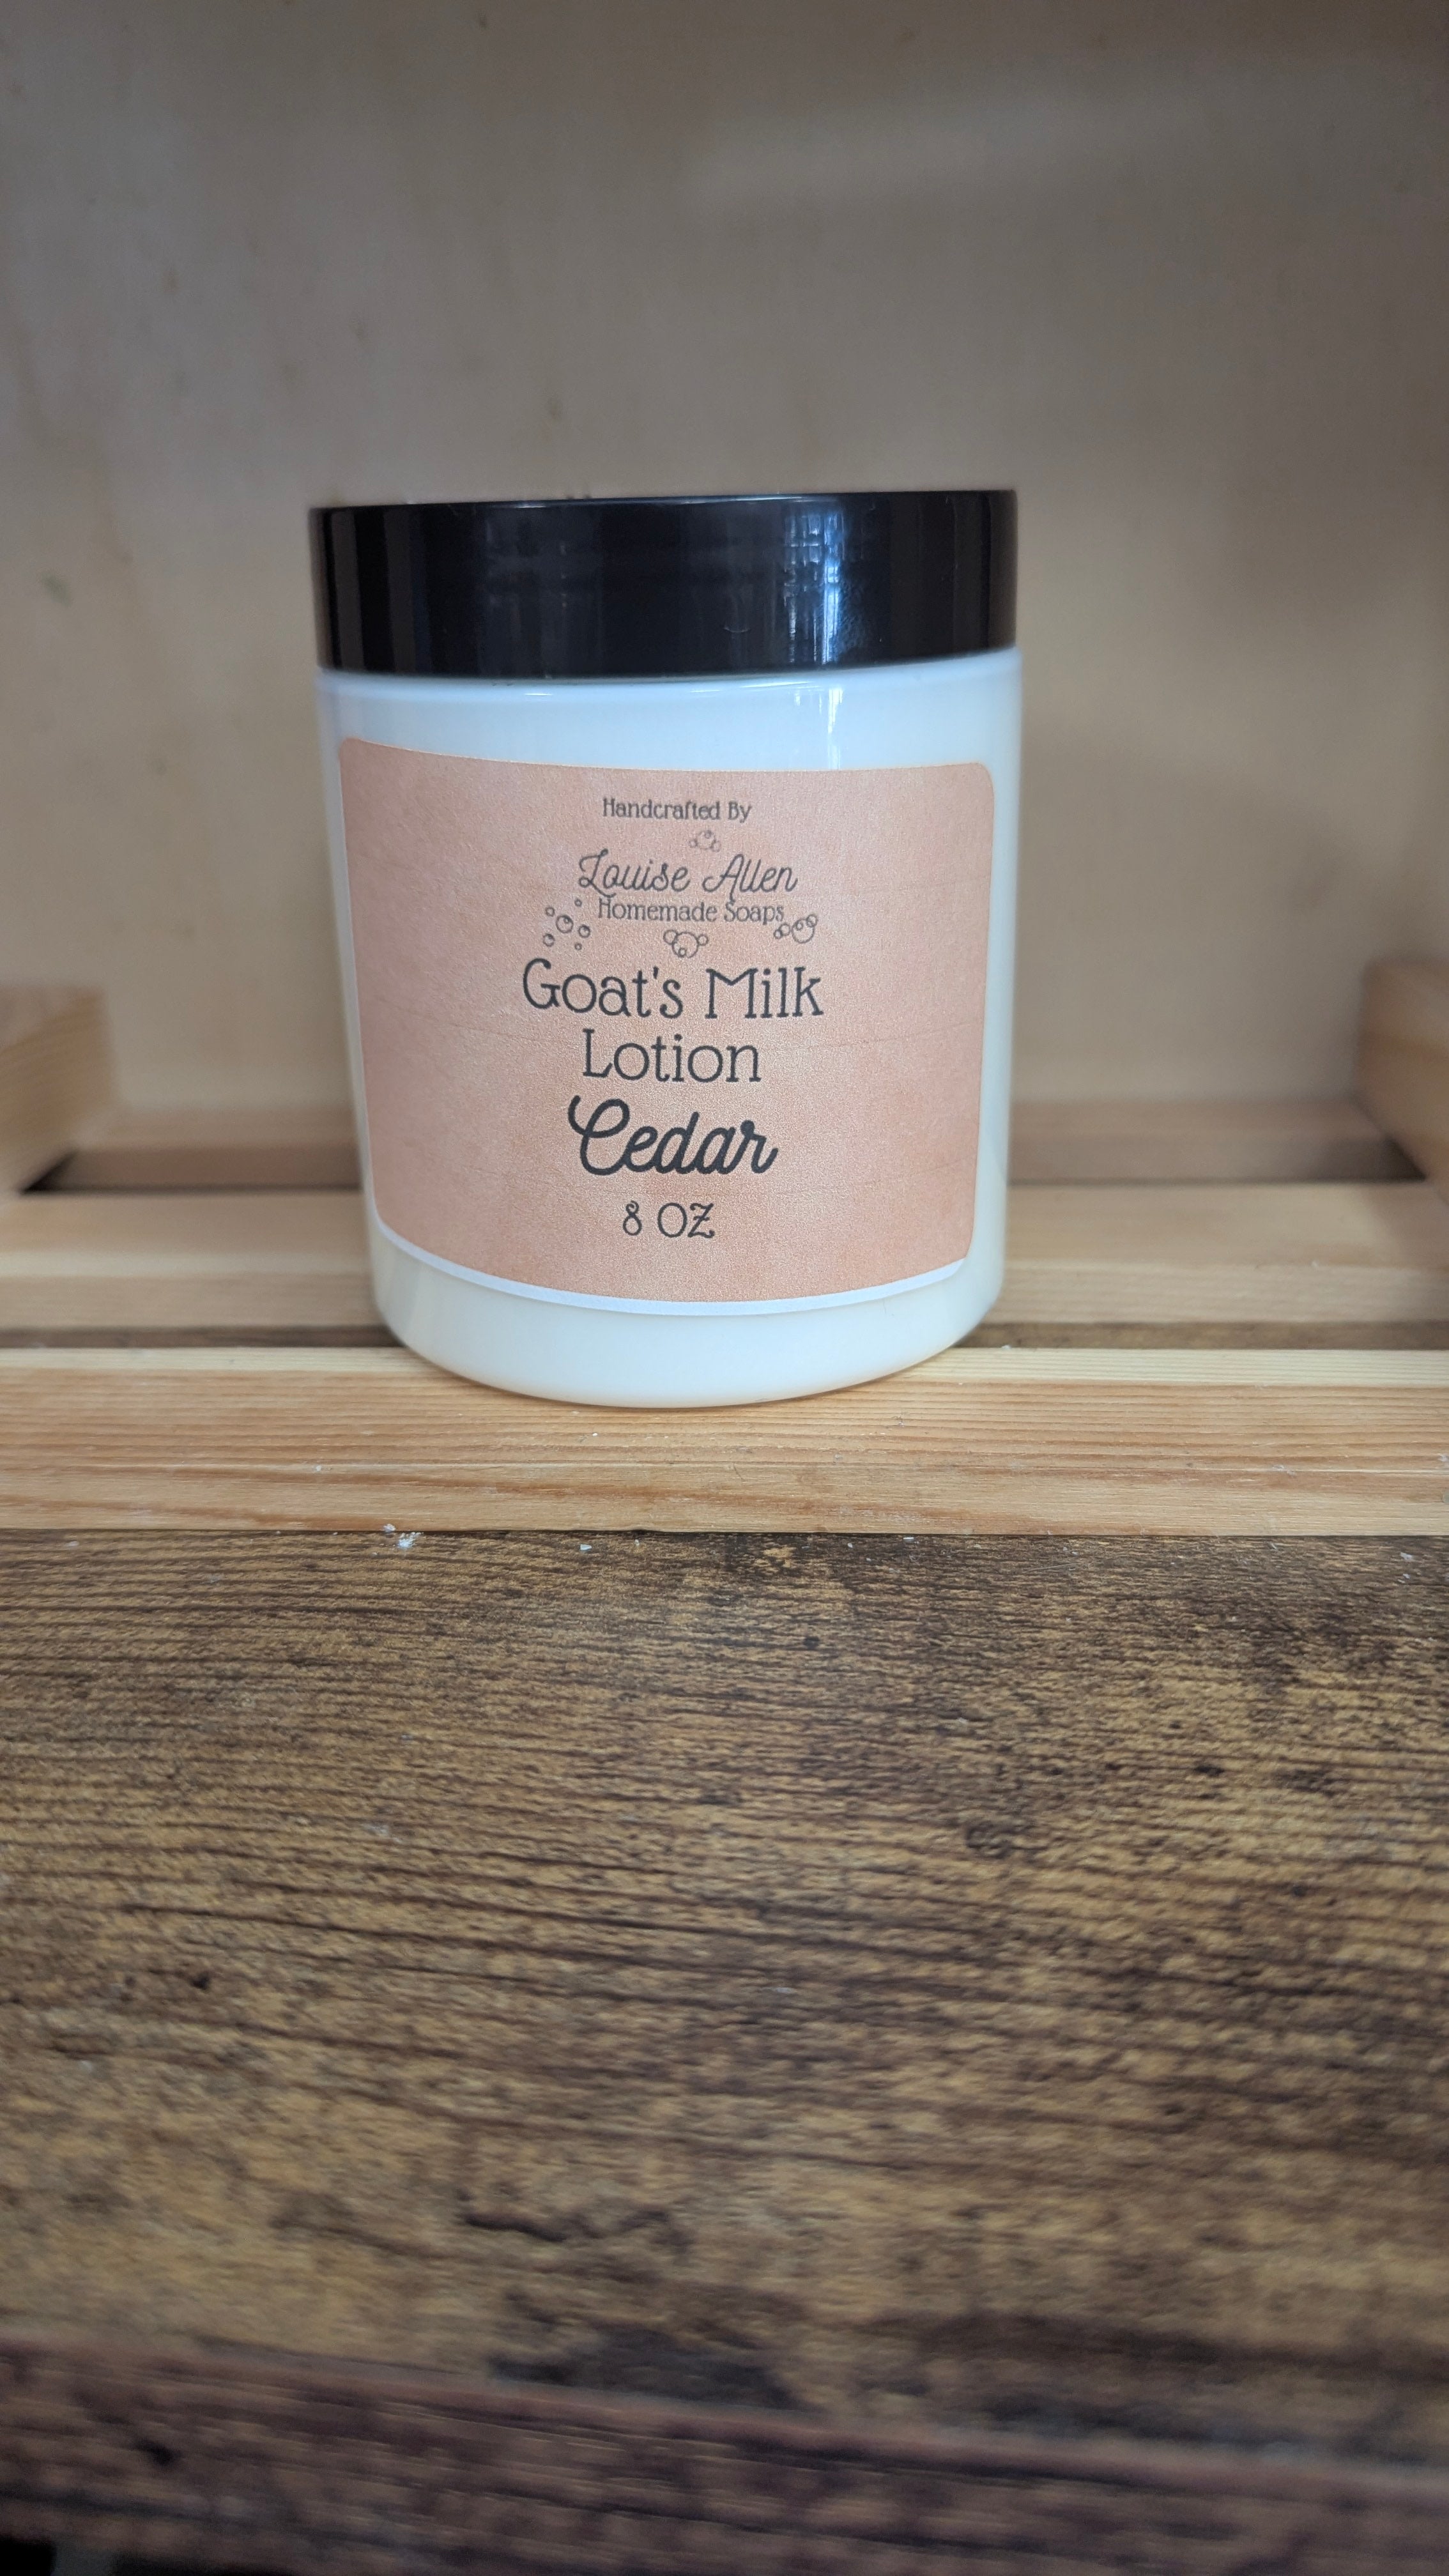 Handcrafted By
Louise Allen
Homemade Soaps
Goat's Milk
Lotion
Cedar
8 OZ